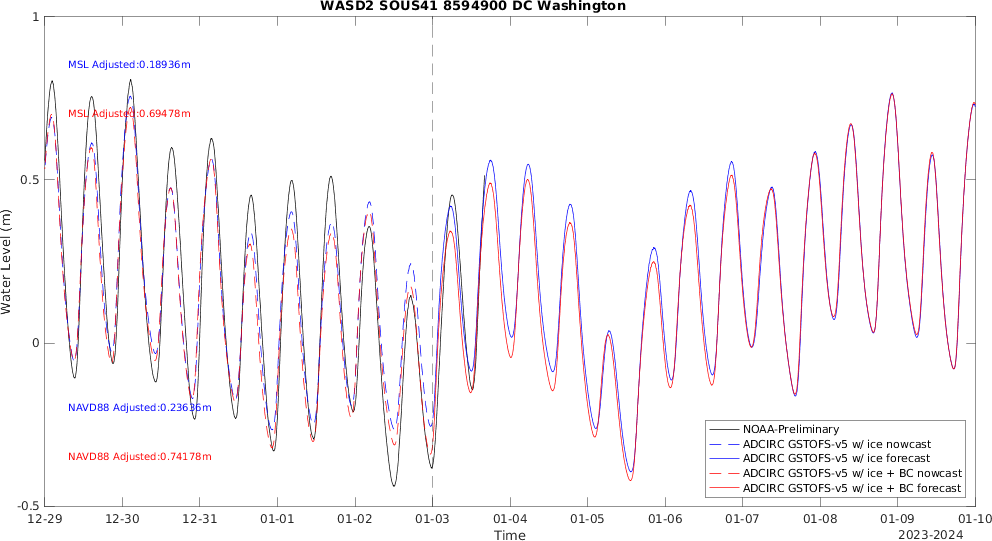 WASD2 SOUS41 8594900 DC Washington
1
0.5
0
-0.5
Water Level (m)
MSL Adjusted:0.18936m
MSL Adjusted:0.69478m
NAVD88 Adjusted:0.23636m
NAVD88 Adjusted:0.74178m
NOAA-Preliminary
ADCIRC GSTOFS-v5 w/ ice nowcast
ADCIRC GSTOFS-v5 w/ ice forecast
ADCIRC GSTOFS-v5 w/ ice + BC nowcast
ADCIRC GSTOFS-v5 w/ ice + BC forecast
12-29 12-30 12-31 01-01 01-02 01-03 01-04 01-05 01-06 01-07 01-08 01-09 01-10
Time
2023-2024